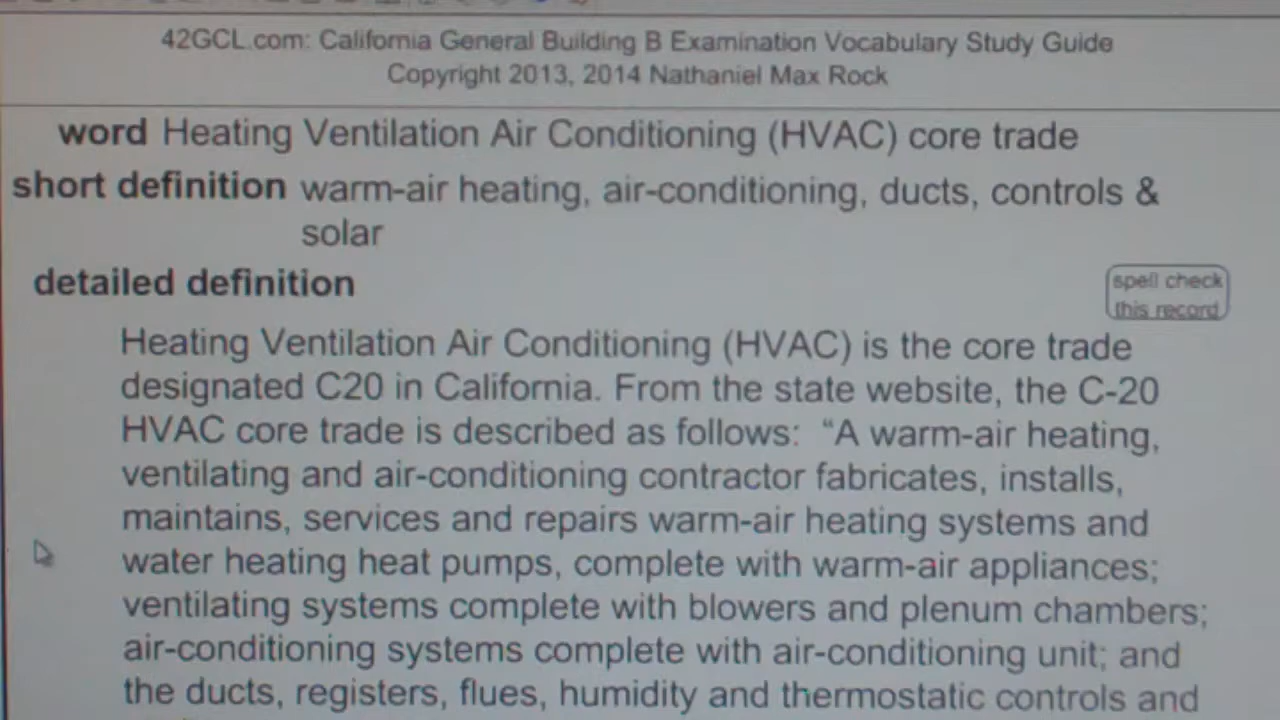 42GCL.com: California General Building B Examination Vocabulary Study Guide
Copyright 2013, 2014 Nathaniel Max Rock
word Heating Ventilation Air Conditioning (HVAC) core trade
short definition warm-air heating, air-conditioning, ducts, controls &
solar
detailed definition
spell check
this record
Heating Ventilation Air Conditioning (HVAC) is the core trade
designated C20 in California. From the state website, the C-20
HVAC core trade is described as follows: “A warm-air heating,
ventilating and air-conditioning contractor fabricates, installs,
maintains, services and repairs warm-air heating systems and
water heating heat pumps, complete with warm-air appliances;
ventilating systems complete with blowers and plenum chambers;
air-conditioning systems complete with air-conditioning unit; and
the ducts, registers, flues, humidity and thermostatic controls and